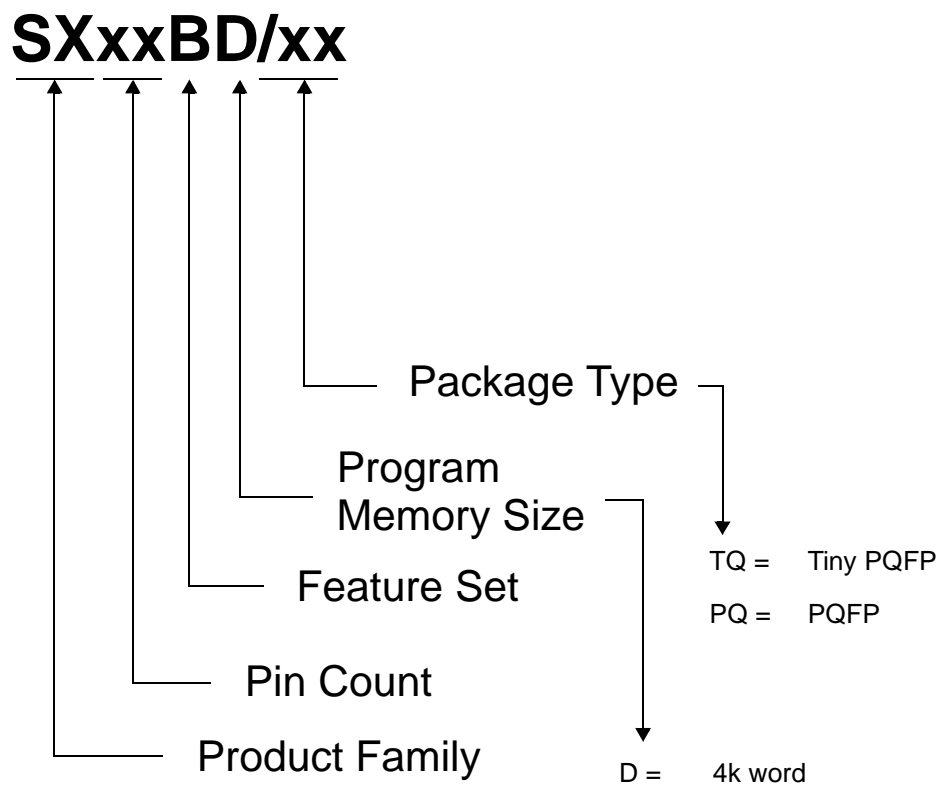 SXxxBD/xx
Package Type
Program
Memory Size
TQ = Tiny PQFP
Feature Set
PQ = PQFP
Pin Count
Product Family
D = 4k word